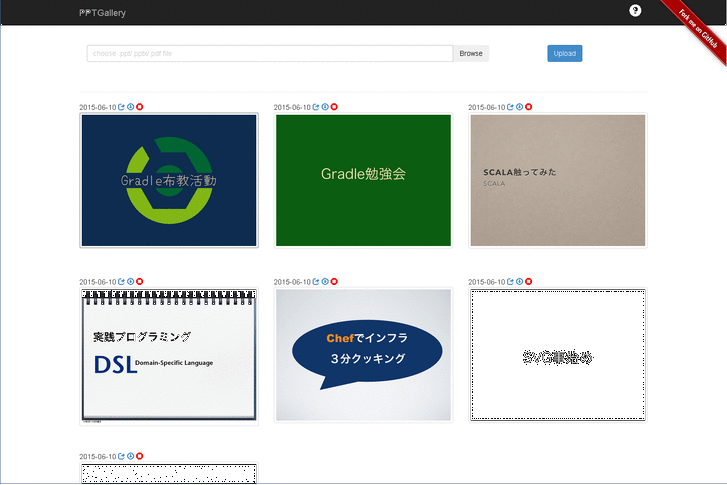 PPTGallery
Fork me on GitHub
choose .ppt/.pptx/.pdf file
Browse
Upload
2015-06-10
2015-06-10
2015-06-10
Gradle布教活動
Gradle勉強会
SCALA触ってみた
SCALA
2015-06-10
2015-06-10
2015-06-10
実践プログラミング
DSL Domain-Specific Language
Chefでインフラ
3分クッキング
2015-06-10